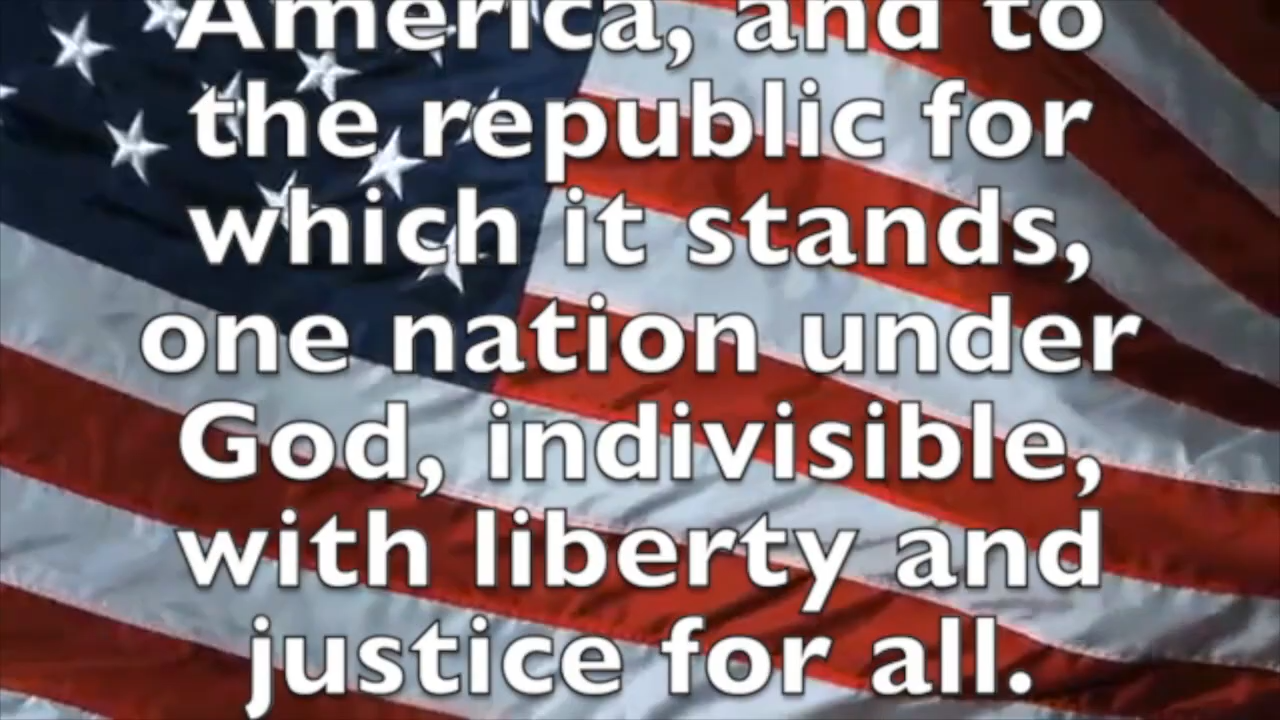 America, and to
the republic for
which it stands,
one nation under
God, indivisible,
with liberty and
justice for all.